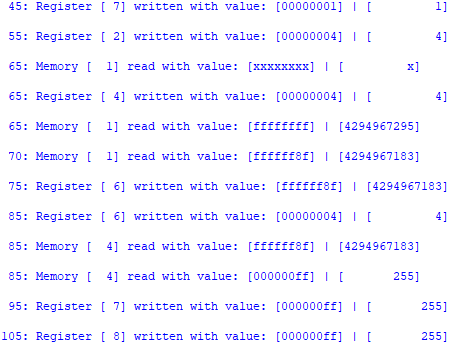 45: Register [ 7] written with value: [00000001] | [         1]
55: Register [ 2] written with value: [00000004] | [         4]
65: Memory [  1] read with value: [xxxxxxxx] | [         x]
65: Register [ 4] written with value: [00000004] | [         4]
65: Memory [  1] read with value: [ffffffff] | [4294967295]
70: Memory [  1] read with value: [ffffff8f] | [4294967183]
75: Register [ 6] written with value: [ffffff8f] | [4294967183]
85: Register [ 6] written with value: [00000004] | [         4]
85: Memory [  4] read with value: [ffffff8f] | [4294967183]
85: Memory [  4] read with value: [000000ff] | [       255]
95: Register [ 7] written with value: [000000ff] | [       255]
105: Register [ 8] written with value: [000000ff] | [       255]